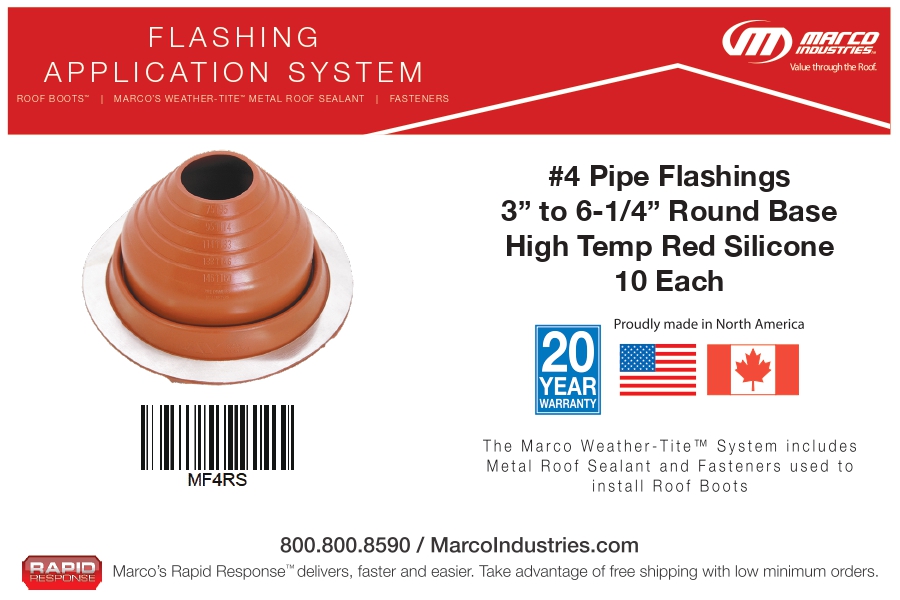 FLASHING
APPLICATION SYSTEM
ROOF BOOTS™ | MARCO'S WEATHER-TITE™ METAL ROOF SEALANT | FASTENERS
MARCO
INDUSTRIES™
Value through the Roof.
#4 Pipe Flashings
3” to 6-1/4” Round Base
High Temp Red Silicone
10 Each
Proudly made in North America
20
YEAR
WARRANTY
MF4RS
The Marco Weather-Tite™ System includes
Metal Roof Sealant and Fasteners used to
install Roof Boots
800.800.8590 / MarcoIndustries.com
RAPID
RESPONSE
Marco's Rapid Response™ delivers, faster and easier. Take advantage of free shipping with low minimum orders.